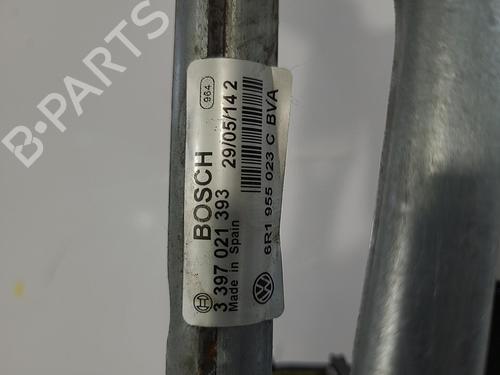 B-PARTS
964
BOSCH 29/05/14 2
3 397 021 393
Made in Spain
6R1 955 023 C BVA